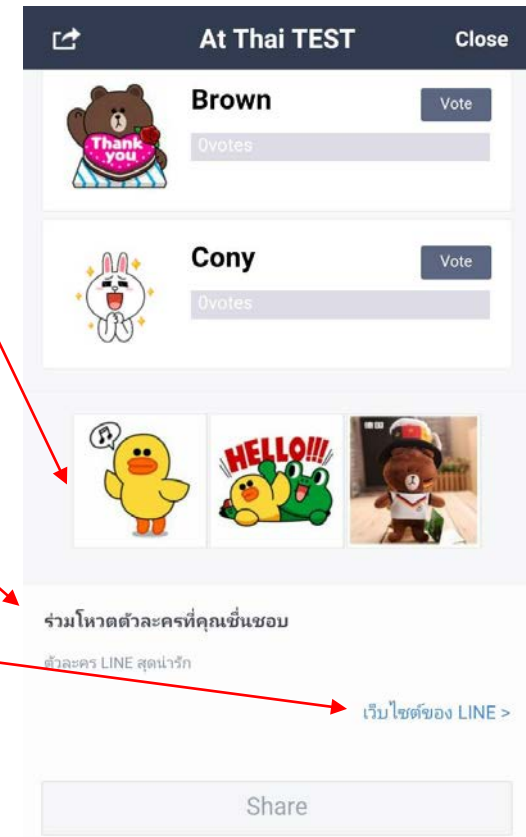 At Thai TEST
Close
Brown
Vote
0votes
Thank
you
Cony
Vote
0votes
HELLO!!!
ร่วมโหวตตัวละครที่คุณชื่นชอบ
ตัวละคร LINE สุดน่ารัก
เว็บไซต์ของ LINE >
Share